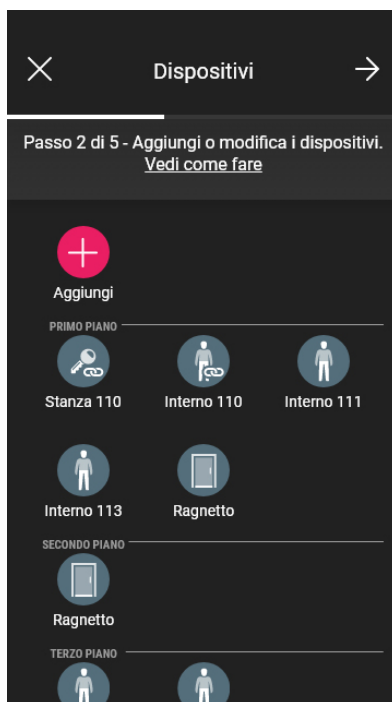 Dispositivi
Passo 2 di 5 - Aggiungi o modifica i dispositivi.
Vedi come fare
Aggiungi
PRIMO PIANO
Stanza 110
Interno 110
Interno 111
Interno 113
Ragnetto
SECONDO PIANO
Ragnetto
TERZO PIANO